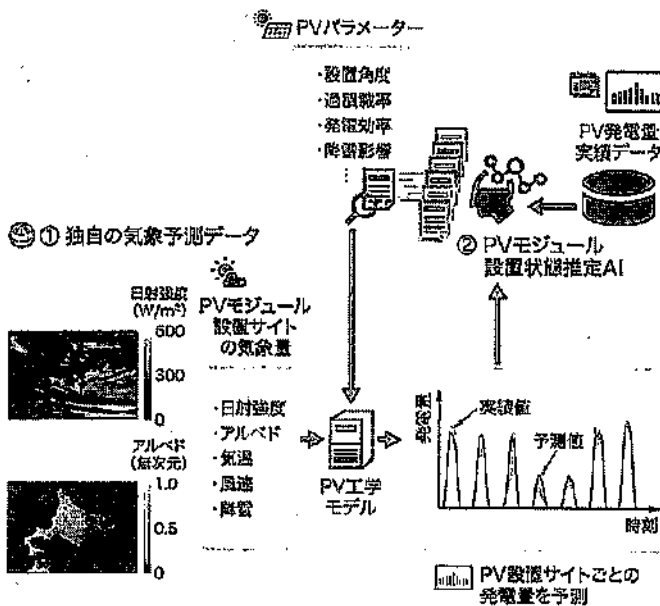 PVパラメーター
・設置角度
・過積載率
・発電効率
・降雪影響
PV発電量
実績データ
② PVモジュール
設置状態推定AI
① 独自の気象予測データ
日射強度
(W/m²)
600
300
0
アルベド
(無次元)
1.0
0.5
0
PVモジュール
設置サイト
の気象量
・日射強度
・アルベド
・気温
・風速
・降雪
PV工学
モデル
発電量
実績値
予測値
時刻
PV設置サイトごとの
発電量を予測